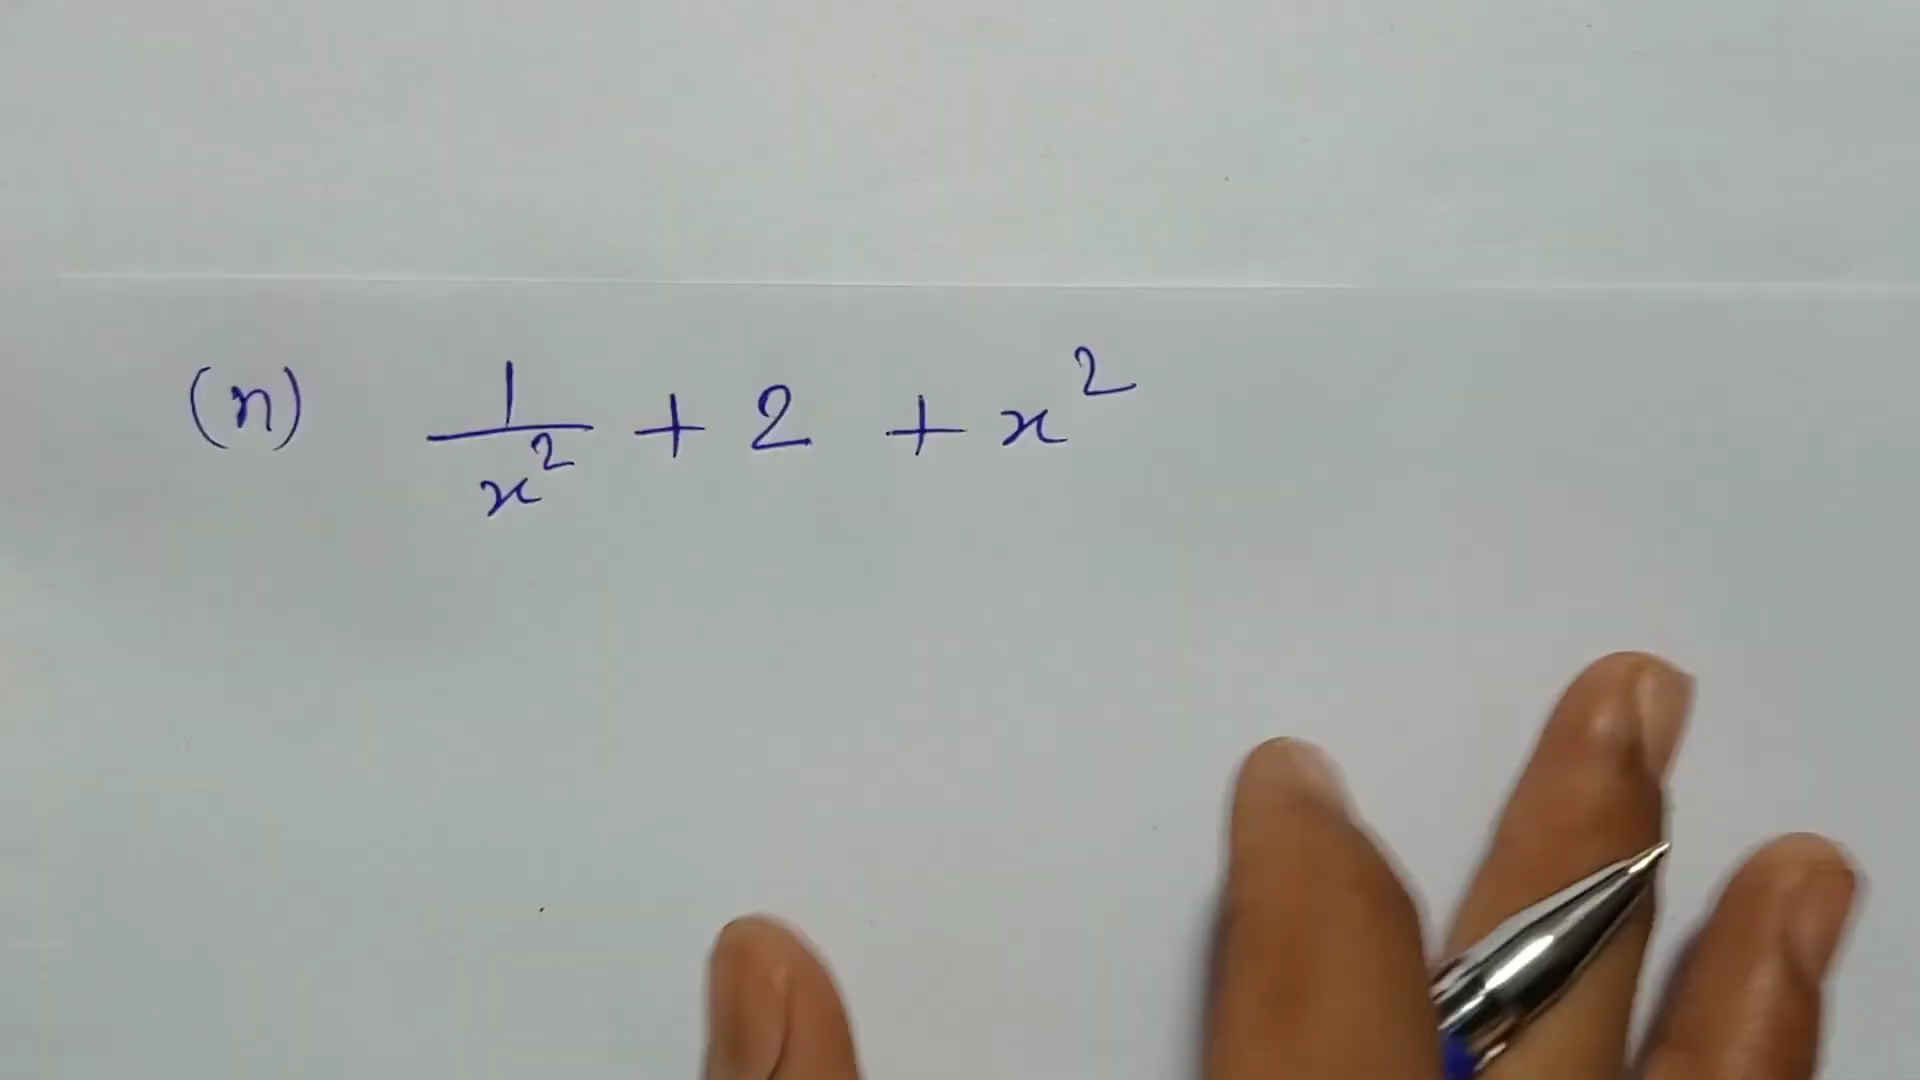 (n) 1/x² + 2 + x²